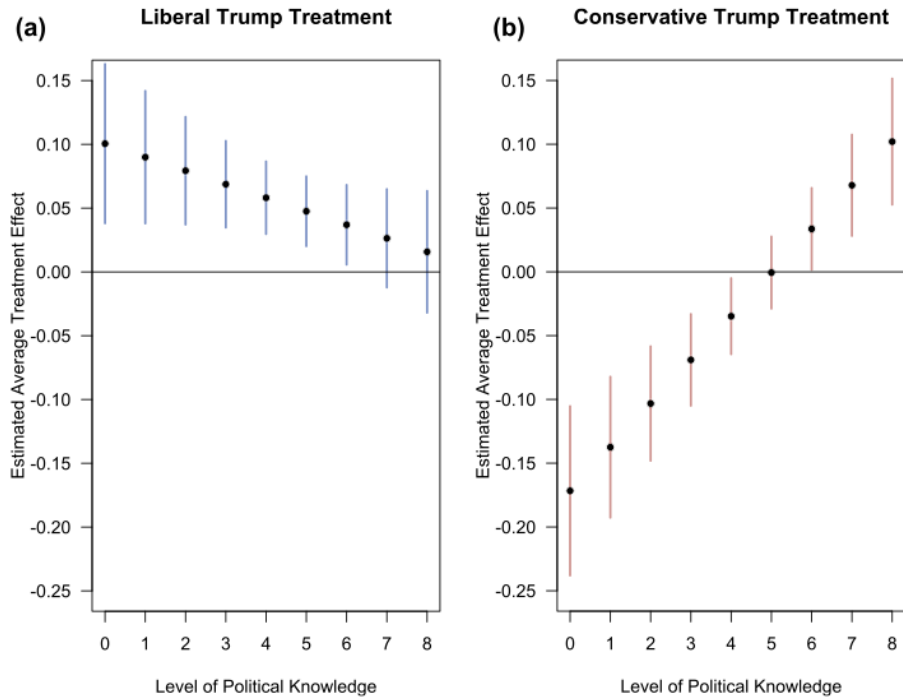 (a) Liberal Trump Treatment
Estimated Average Treatment Effect
0.15
0.10
0.05
0.00
-0.05
-0.10
-0.15
-0.20
-0.25
0 1 2 3 4 5 6 7 8
Level of Political Knowledge
(b) Conservative Trump Treatment
Estimated Average Treatment Effect
0.15
0.10
0.05
0.00
-0.05
-0.10
-0.15
-0.20
-0.25
0 1 2 3 4 5 6 7 8
Level of Political Knowledge